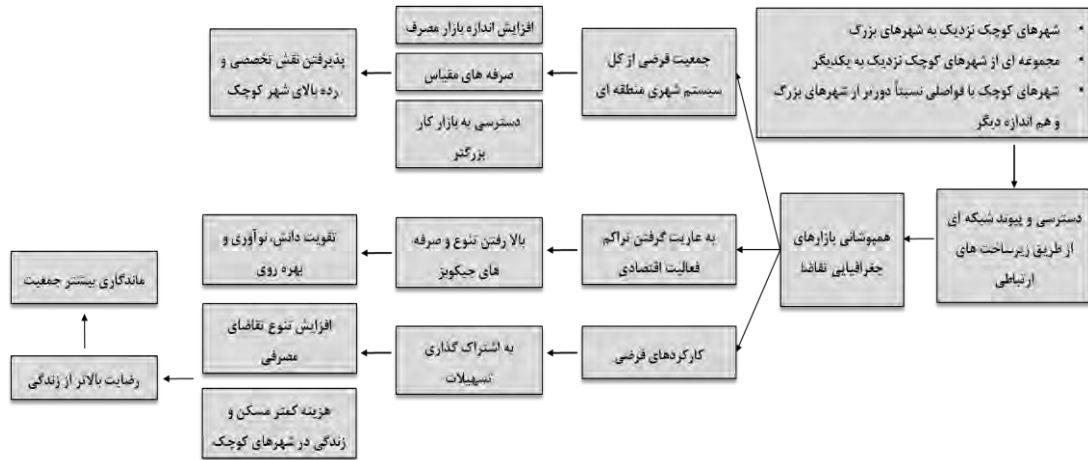 • شهرهای کوچک نزدیک به شهرهای بزرگ
• مجموعه ای از شهرهای کوچک نزدیک به یکدیگر
• شهرهای کوچک با فواصلی نسبتاً دورتر از شهرهای بزرگ
و هم اندازه دیگر
دسترسی و پیوند شبکه ای
از طریق زیرساخت های
ارتباطی
همپوشانی بازارهای
جغرافیایی تقاضا
جمعیت قرضی از کل
سیستم شهری منطقه ای
افزایش اندازه بازار مصرف
صرفه های مقیاس
دسترسی به بازار کار
بزرگتر
پذیرفتن نقش تخصصی و
رده بالای شهر کوچک
به عاریت گرفتن تراکم
فعالیت اقتصادی
بالا رفتن تنوع و صرفه
های جیکوبز
تقویت دانش، نوآوری و
بهره روی
کارکردهای قرضی
به اشتراک گذاری
تسهیلات
افزایش تنوع تقاضای
مصرفی
هزینه کمتر مسکن و
زندگی در شهرهای کوچک
رضایت بالاتر از زندگی
ماندگاری بیشتر جمعیت